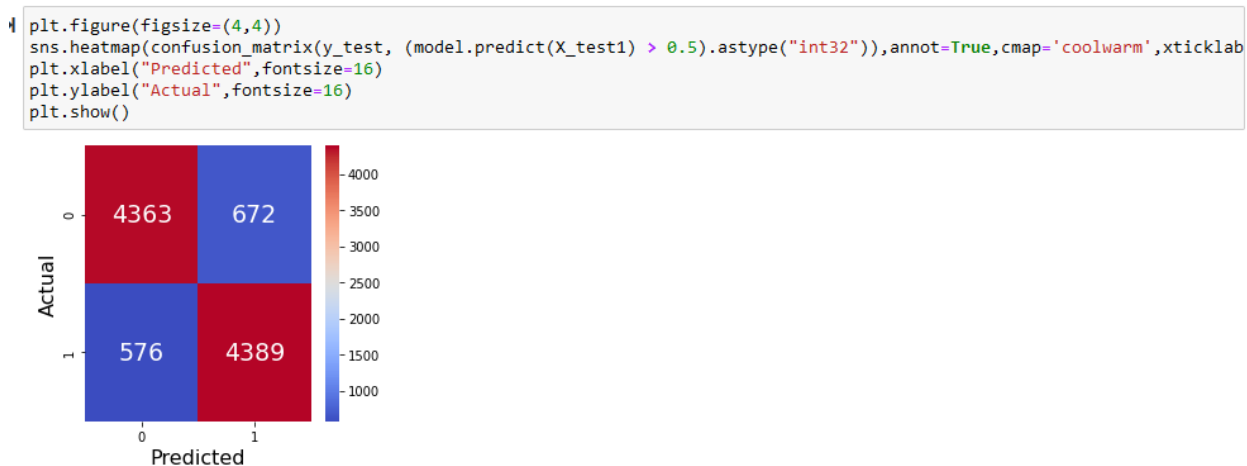 plt.figure(figsize=(4,4))
sns.heatmap(confusion_matrix(y_test, (model.predict(X_test1) > 0.5).astype("int32")),annot=True,cmap='coolwarm',xticklab
plt.xlabel("Predicted",fontsize=16)
plt.ylabel("Actual",fontsize=16)
plt.show()
4363 672
576 4389
0
1
Actual
0 1
Predicted
4000
3500
3000
2500
2000
1500
1000